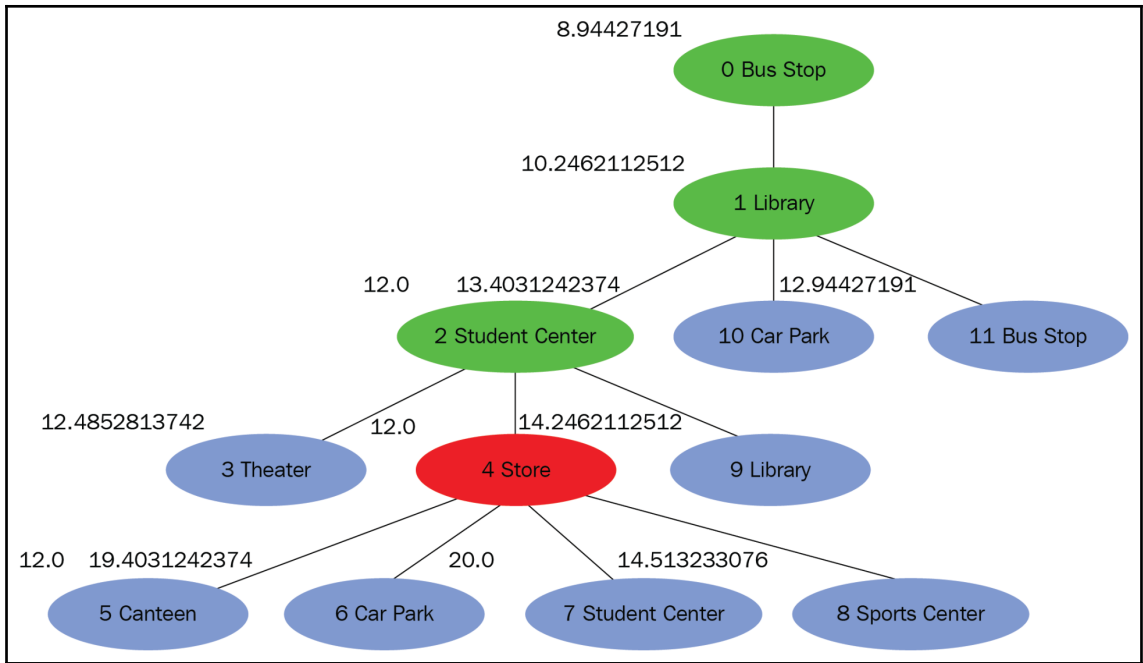 8.94427191
0 Bus Stop
10.2462112512
1 Library
12.0 13.4031242374 12.94427191
2 Student Center 10 Car Park 11 Bus Stop
12.4852813742 12.0 14.2462112512
3 Theater 4 Store 9 Library
12.0 19.4031242374 20.0 14.513233076
5 Canteen 6 Car Park 7 Student Center 8 Sports Center